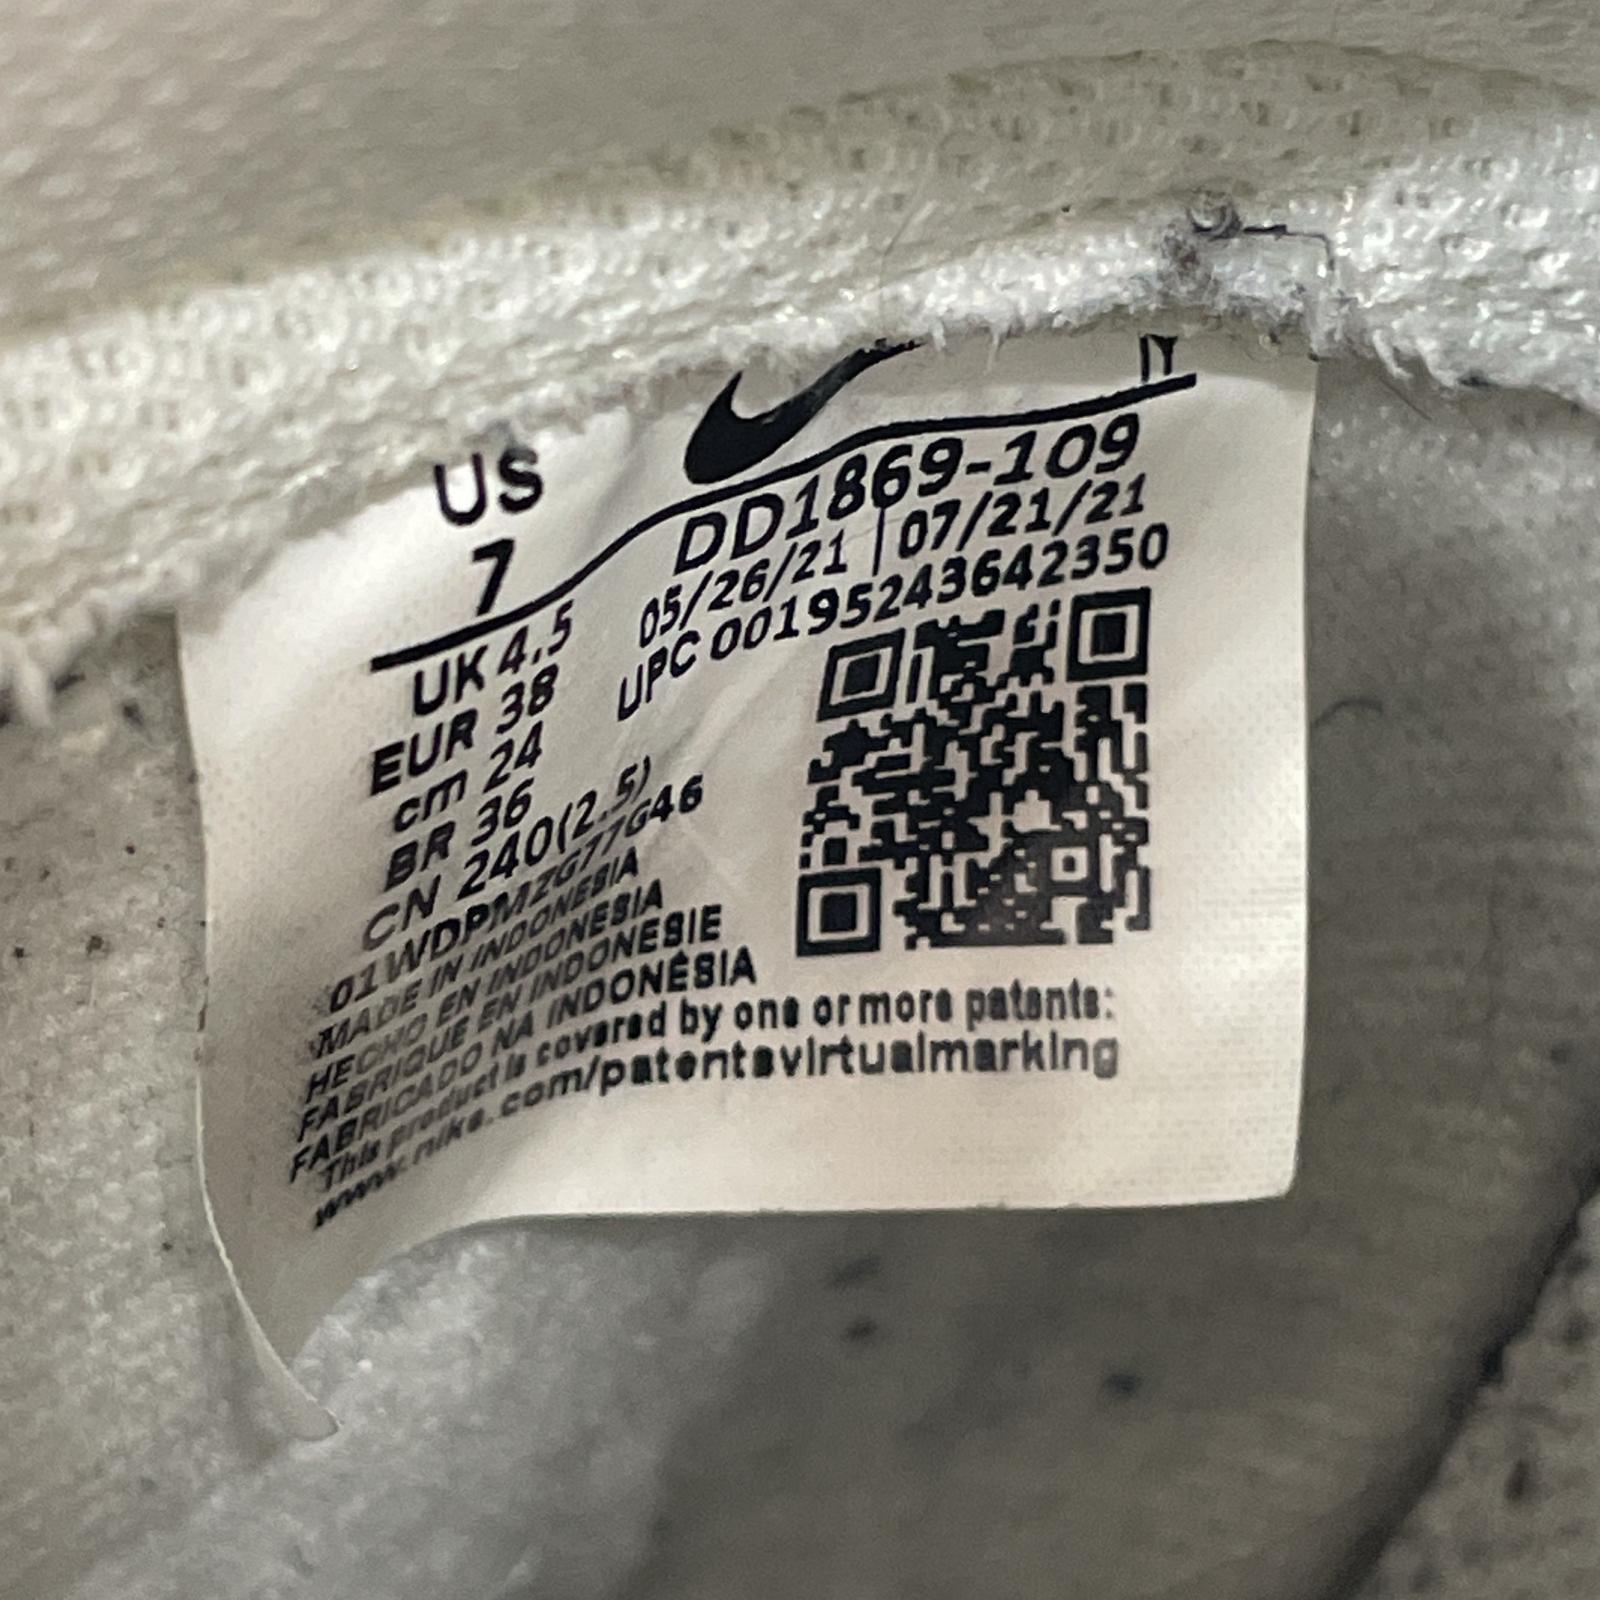 US
7
UK 4.5
EUR 38
cm 24
BR 36
CN 240(2.5)
01WDPM2G77G46
MADE IN INDONESIA
HECHO EN INDONESIA
FABRIQUE EN INDONESIE
FABRICADO NA INDONÉSIA
This product is covered by one or more patents:
www.nike.com/patentsvirtualmarking
DD1869-109
05/26/21 | 07/21/21
UPC 00195243642350